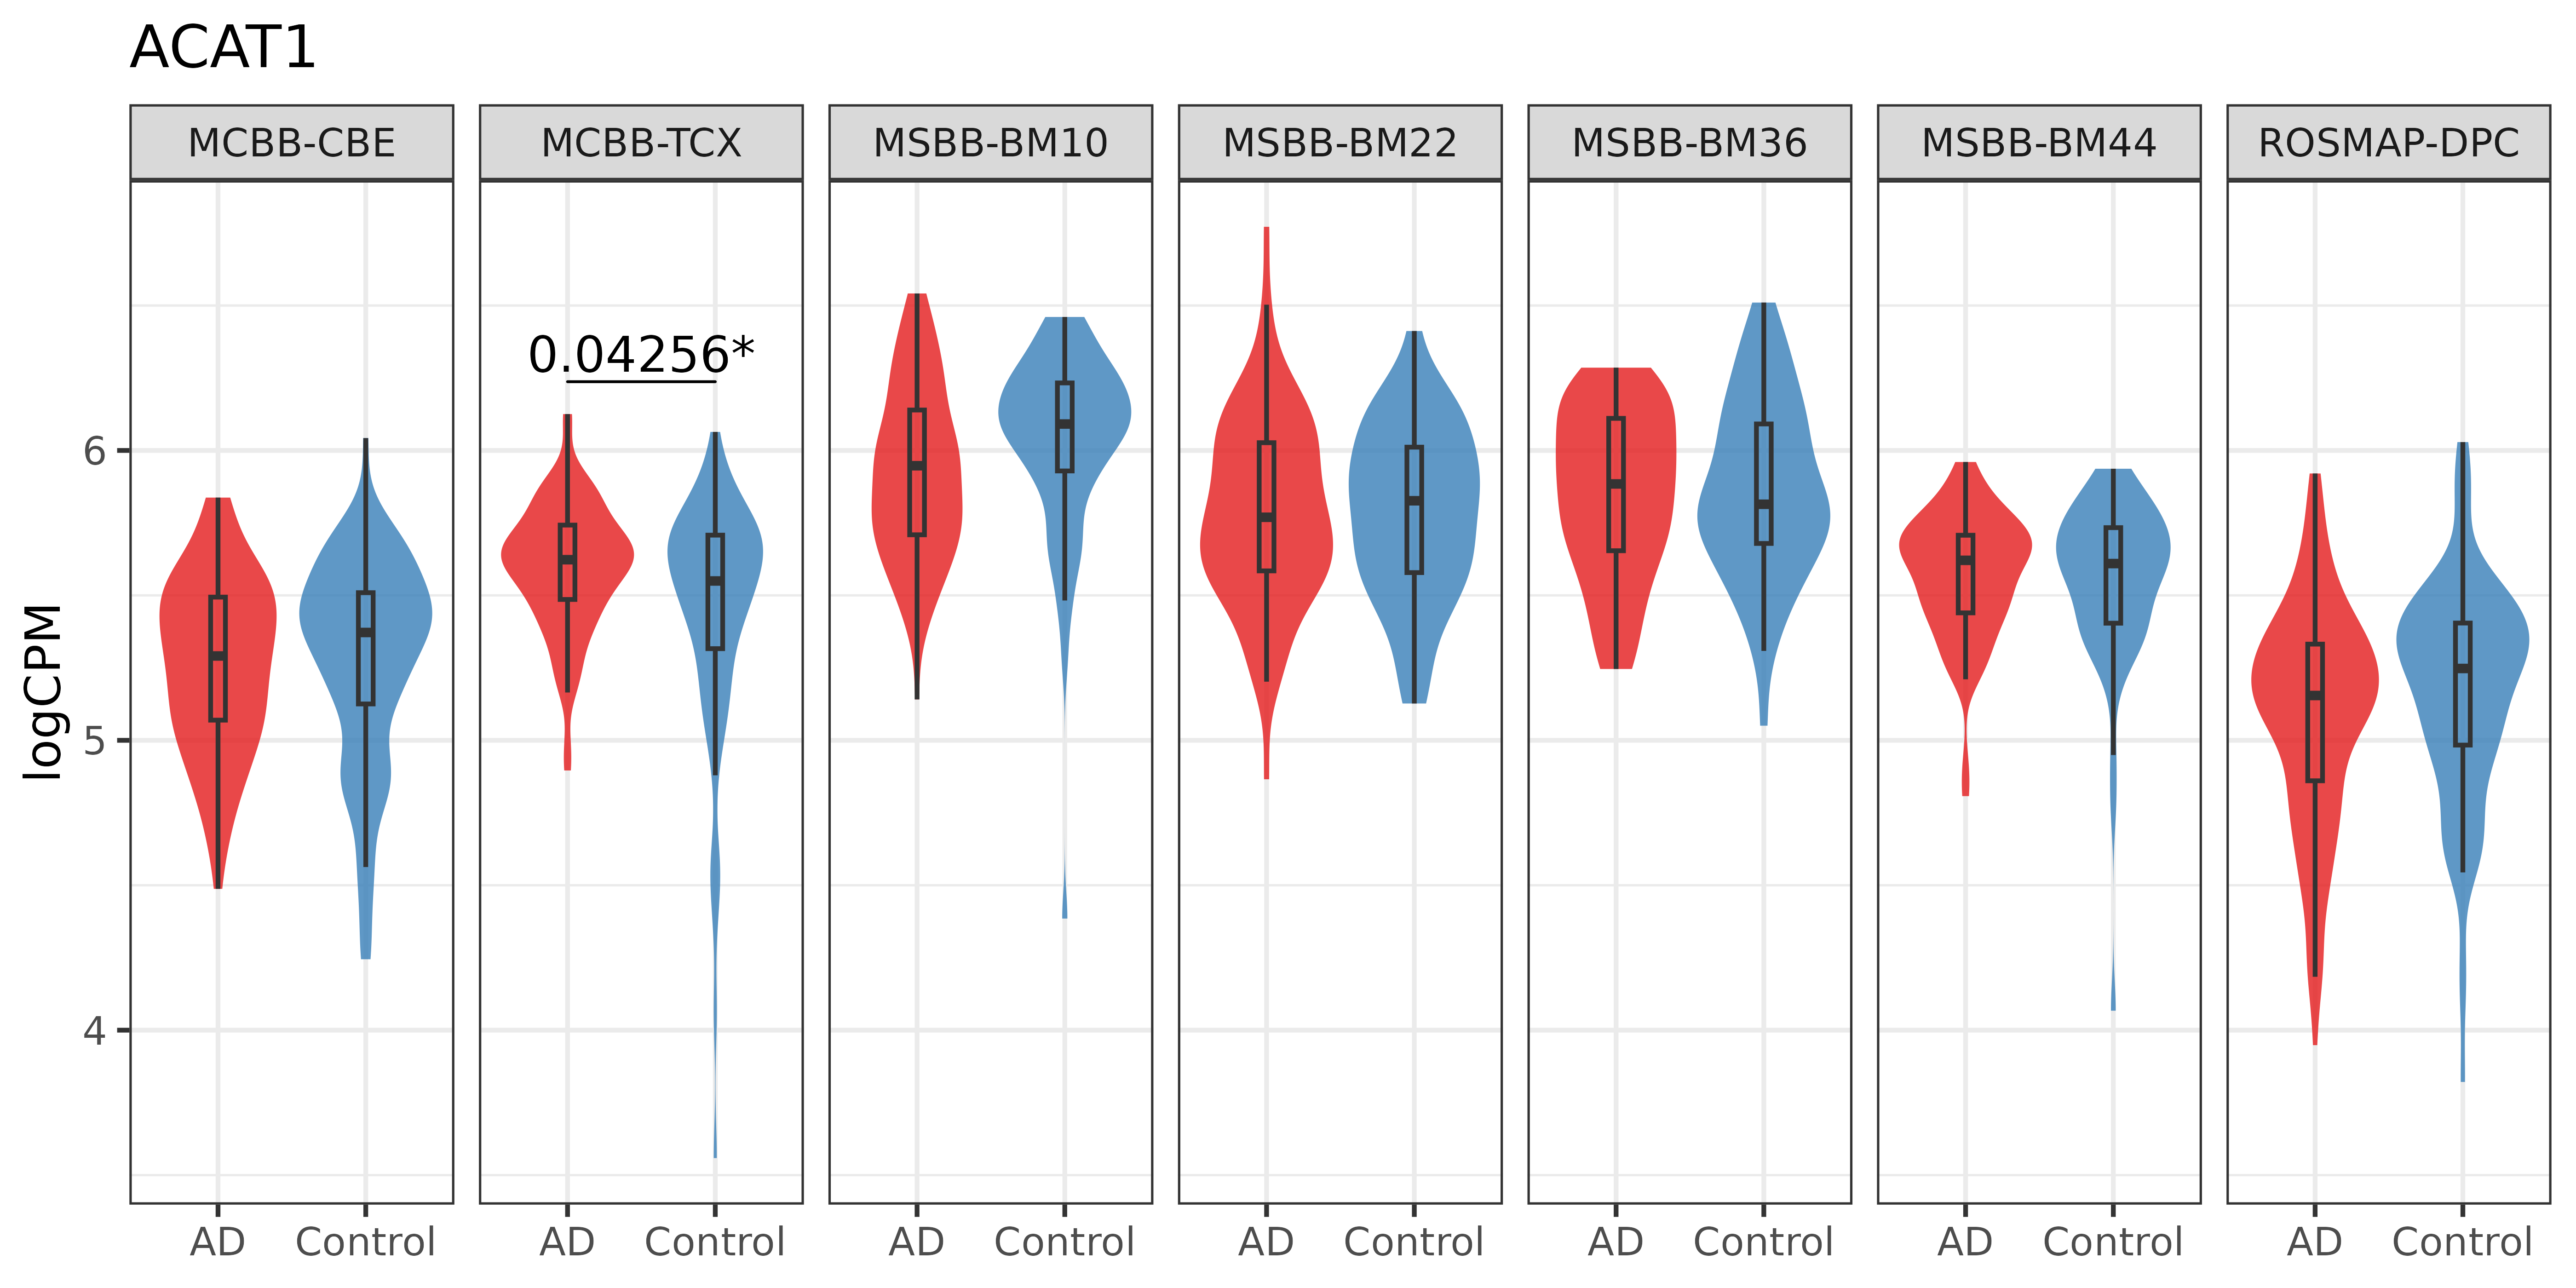 ACAT1
MCBB-CBE
MCBB-TCX
MSBB-BM10
MSBB-BM22
MSBB-BM36
MSBB-BM44
ROSMAP-DPC
0.04256*
logCPM
6
5
4
AD Control
AD Control
AD Control
AD Control
AD Control
AD Control
AD Control